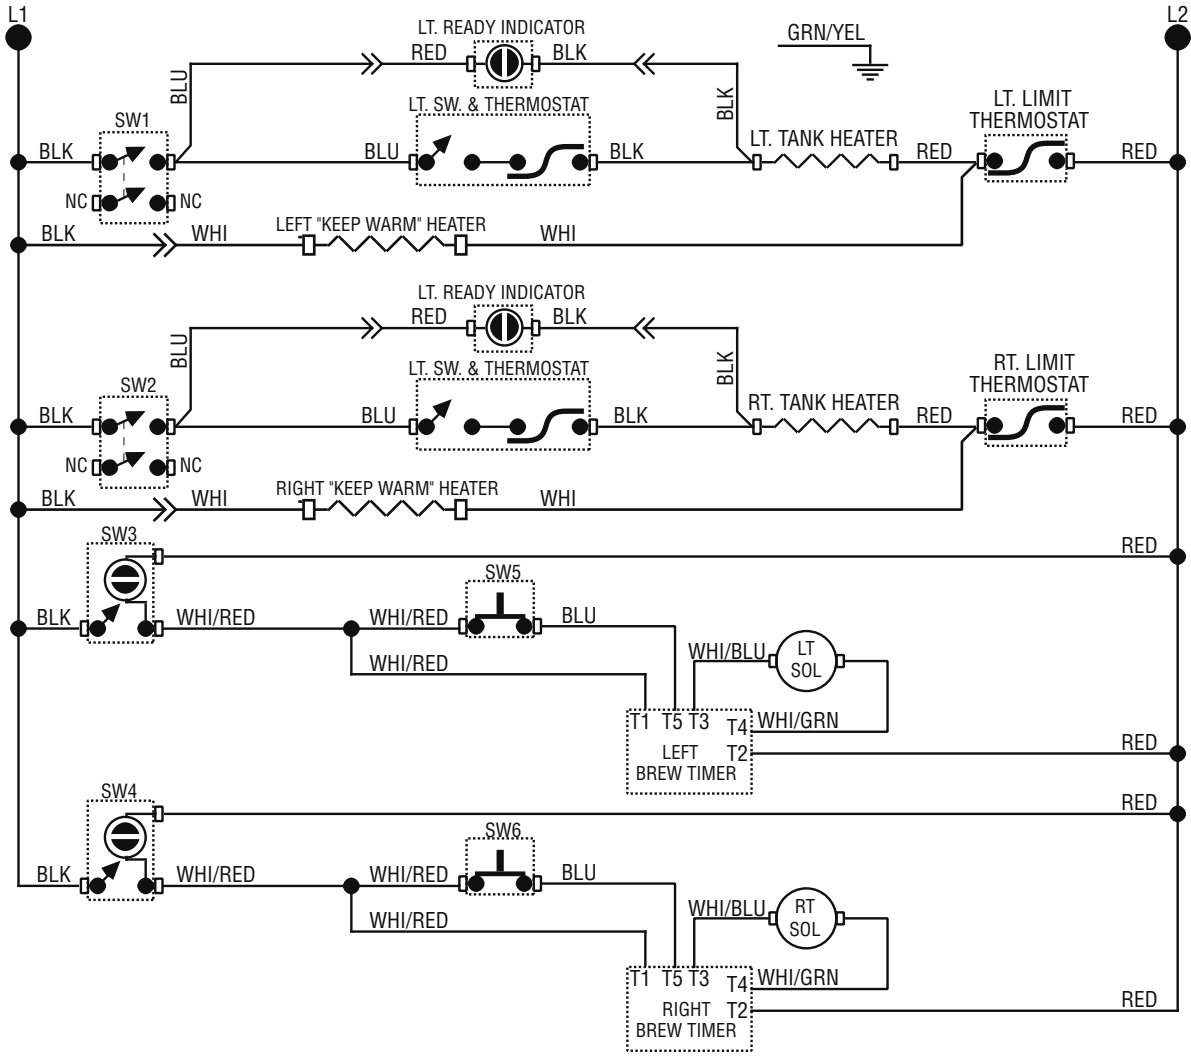 L1
L2
LT. READY INDICATOR
GRN/YEL
RED
BLK
BLU
BLK
LT. SW. & THERMOSTAT
LT. LIMIT
THERMOSTAT
SW1
BLK
BLU
BLK
LT. TANK HEATER
RED
RED
NC
NC
LEFT "KEEP WARM" HEATER
BLK
WHI
WHI
LT. READY INDICATOR
RED
BLK
BLU
BLK
LT. SW. & THERMOSTAT
RT. LIMIT
THERMOSTAT
SW2
BLK
BLU
BLK
RT. TANK HEATER
RED
RED
NC
NC
RIGHT "KEEP WARM" HEATER
BLK
WHI
WHI
SW3
RED
SW5
BLK
WHI/RED
WHI/RED
BLU
WHI/RED
WHI/BLU
LT
SOL
T1 T5 T3
T4
WHI/GRN
LEFT
BREW TIMER
T2
RED
SW4
RED
SW6
BLK
WHI/RED
WHI/RED
BLU
WHI/RED
WHI/BLU
RT
SOL
T1 T5 T3
T4
WHI/GRN
RIGHT
BREW TIMER
T2
RED